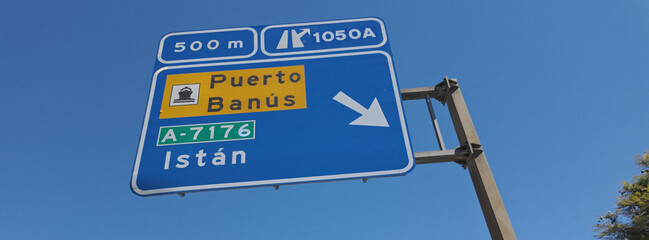 500 m
1050A
Puerto
Banús
A-7176
Istán